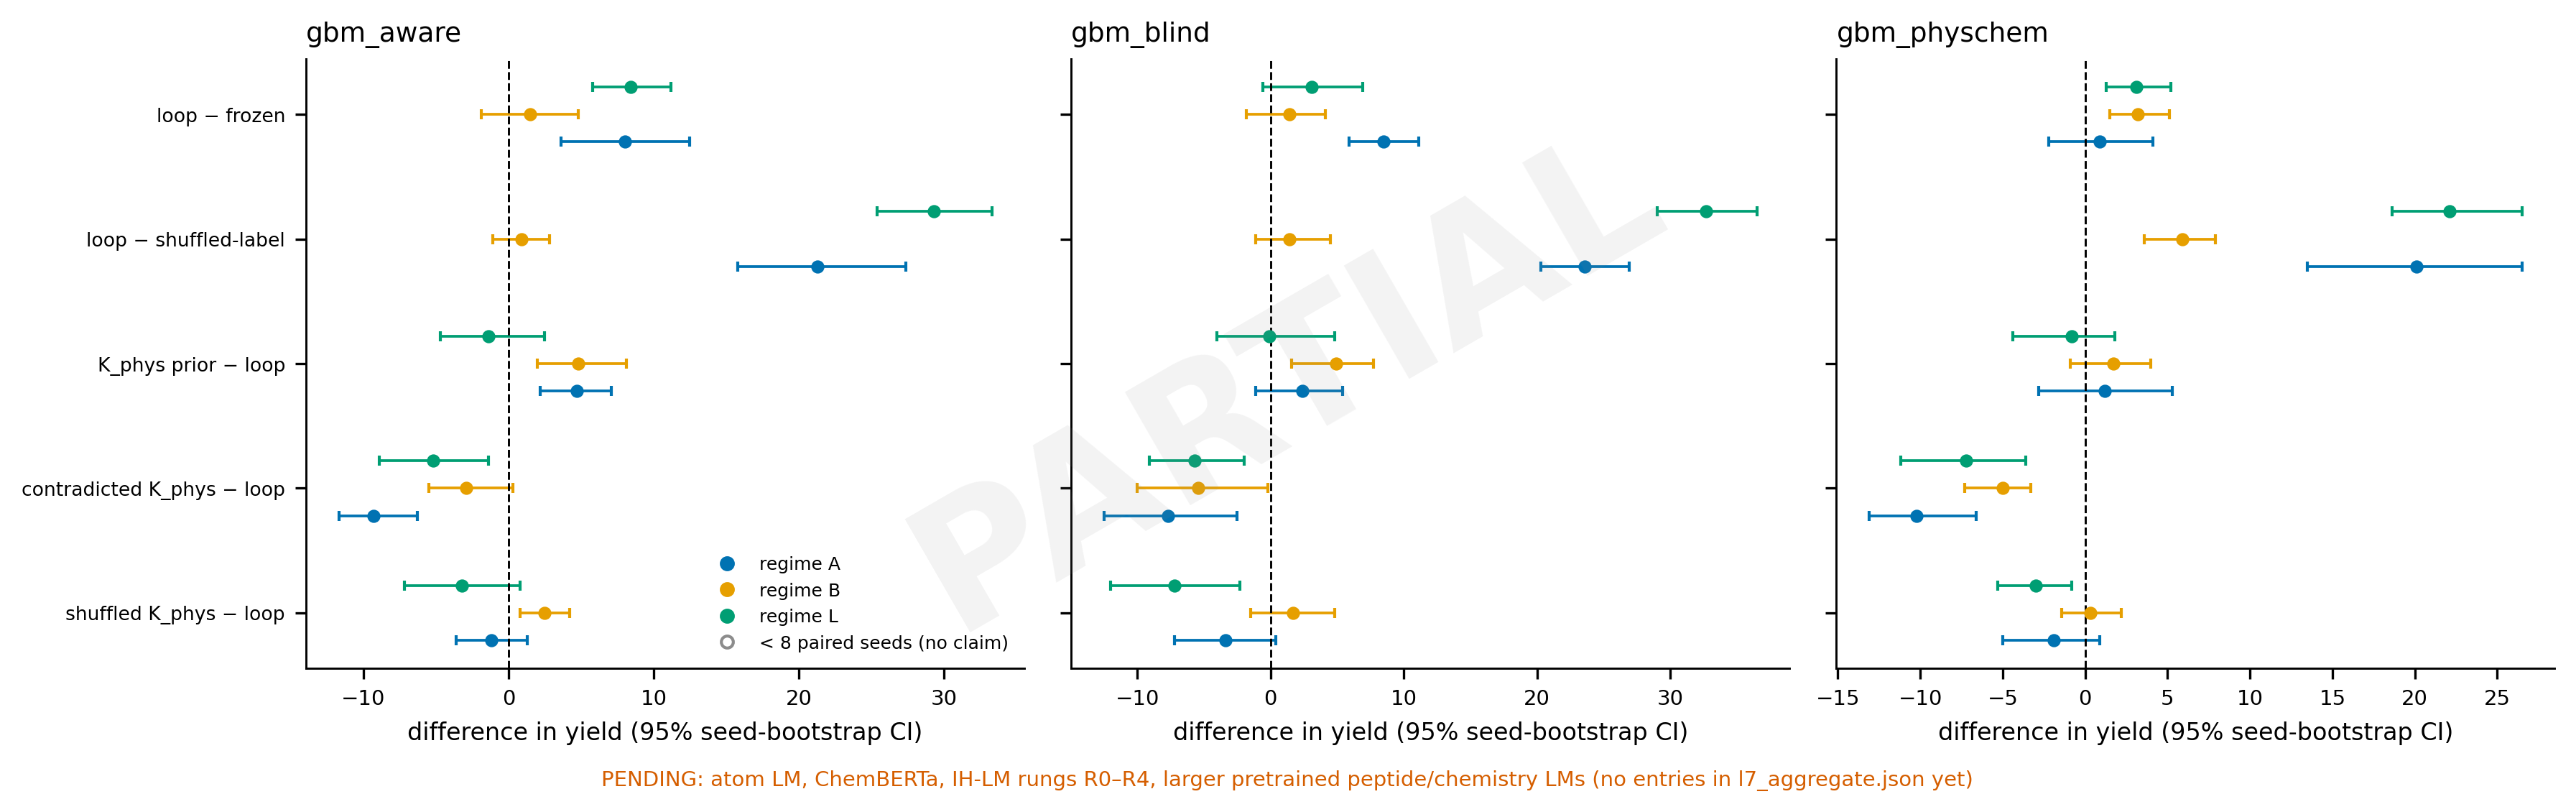 gbm_aware
gbm_blind
gbm_physchem
loop − frozen
loop − shuffled-label
K_phys prior − loop
contradicted K_phys − loop
shuffled K_phys − loop
PARTIAL
regime A
regime B
regime L
< 8 paired seeds (no claim)
−10 0 10 20 30
−10 0 10 20 30
−15 −10 −5 0 5 10 15 20 25
difference in yield (95% seed-bootstrap CI)
difference in yield (95% seed-bootstrap CI)
difference in yield (95% seed-bootstrap CI)
PENDING: atom LM, ChemBERTa, IH-LM rungs R0–R4, larger pretrained peptide/chemistry LMs (no entries in l7_aggregate.json yet)